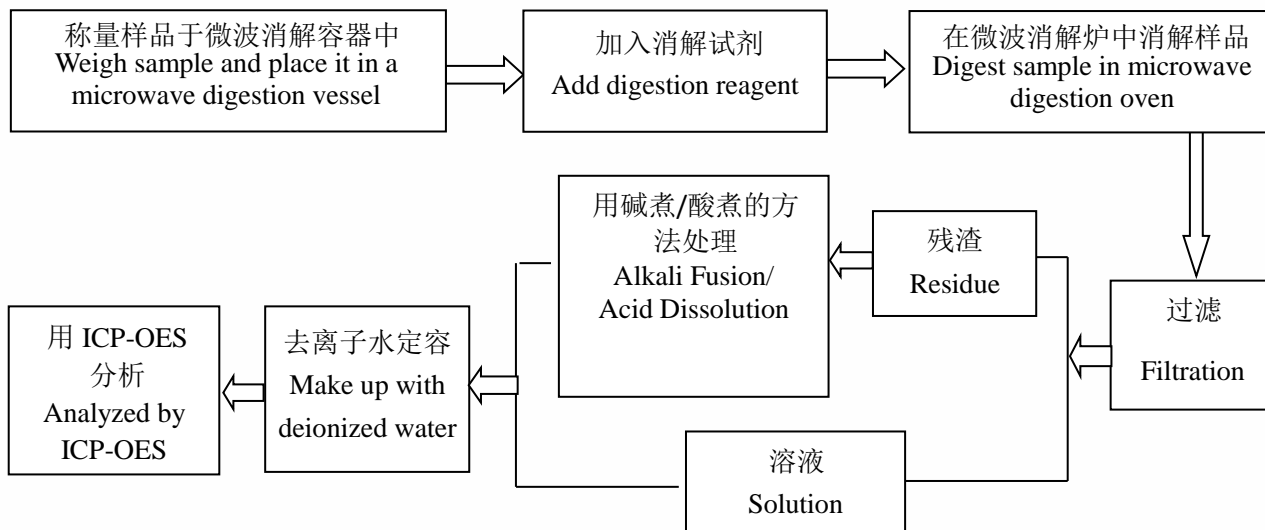 称量样品于微波消解容器中
Weigh sample and place it in a
microwave digestion vessel
加入消解试剂
Add digestion reagent
在微波消解炉中消解样品
Digest sample in microwave
digestion oven
过滤
Filtration
残渣
Residue
用碱煮/酸煮的方
法处理
Alkali Fusion/
Acid Dissolution
溶液
Solution
去离子水定容
Make up with
deionized water
用 ICP-OES
分析
Analyzed by
ICP-OES